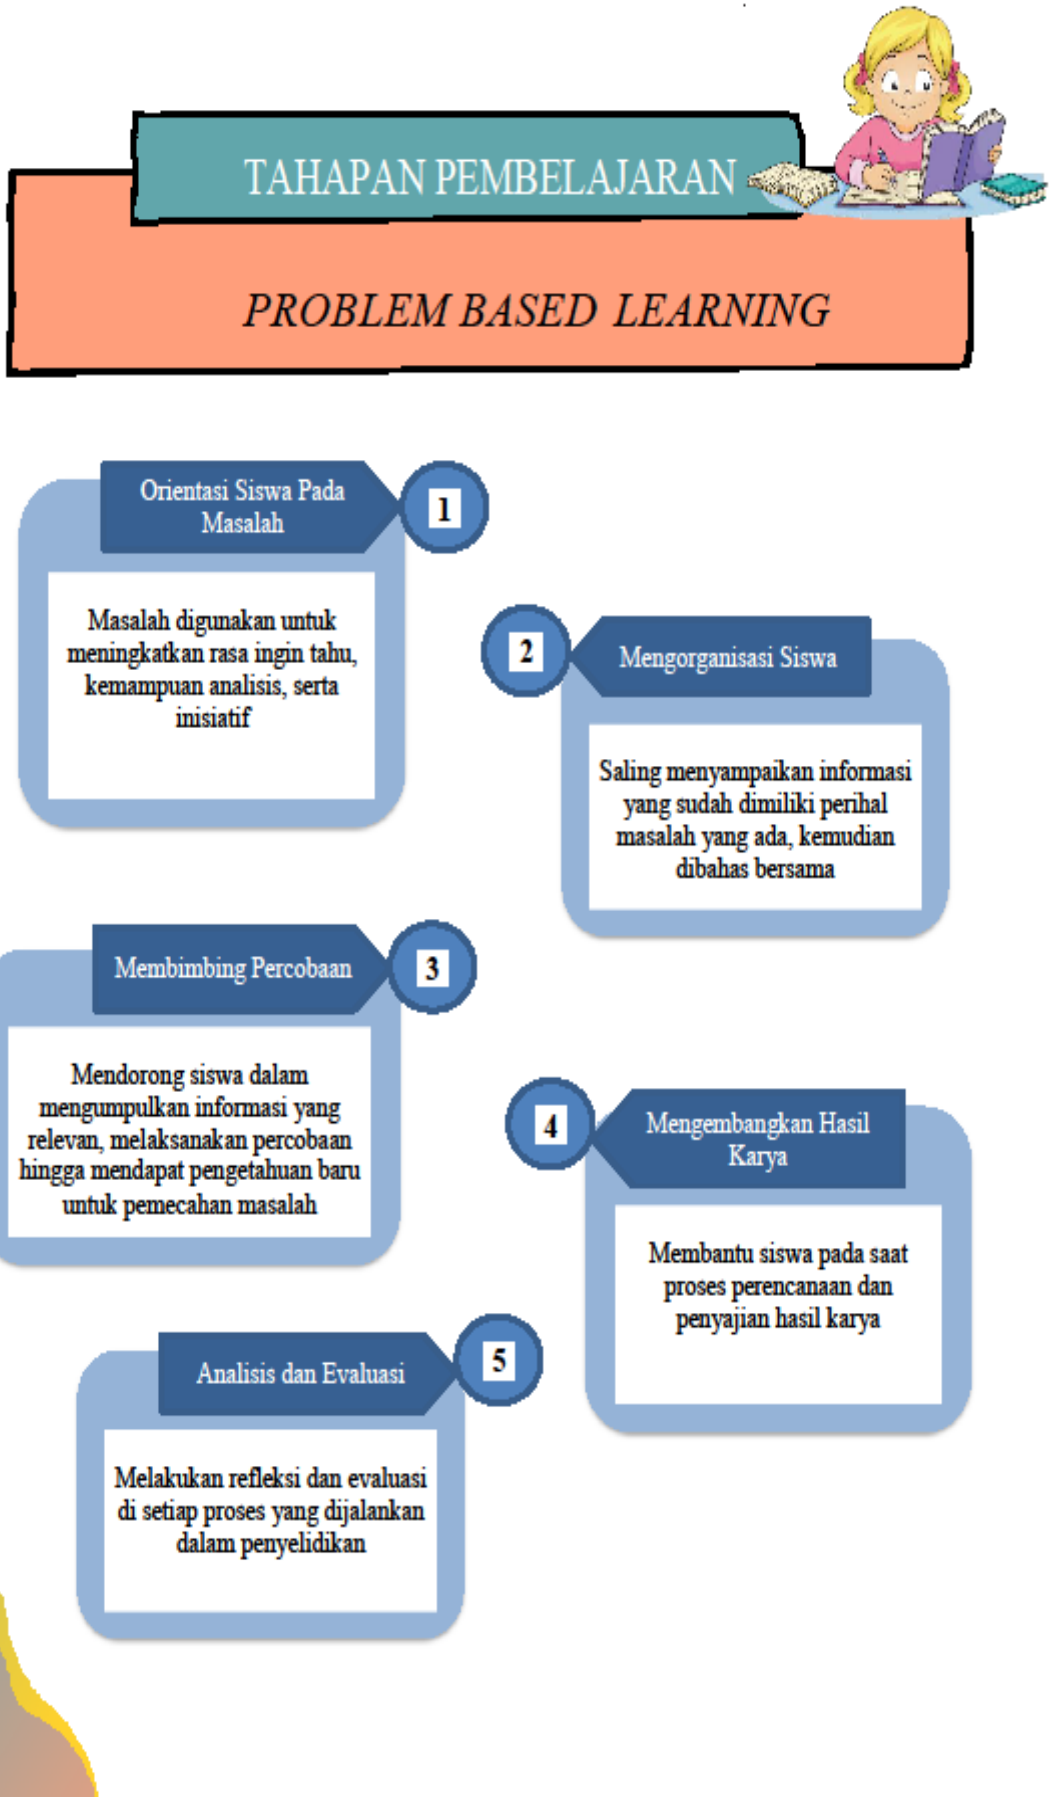 TAHAPAN PEMBELAJARAN
PROBLEM BASED LEARNING
Orientasi Siswa Pada
Masalah
1
Masalah digunakan untuk
meningkatkan rasa ingin tahu,
kemampuan analisis, serta
inisiatif
2
Mengorganisasi Siswa
Saling menyampaikan informasi
yang sudah dimiliki perihal
masalah yang ada, kemudian
dibahas bersama
Membimbing Percobaan
3
Mendorong siswa dalam
mengumpulkan informasi yang
relevan, melaksanakan percobaan
hingga mendapat pengetahuan baru
untuk pemecahan masalah
4
Mengembangkan Hasil
Karya
Membantu siswa pada saat
proses perencanaan dan
penyajian hasil karya
Analisis dan Evaluasi
5
Melakukan refleksi dan evaluasi
di setiap proses yang dijalankan
dalam penyelidikan